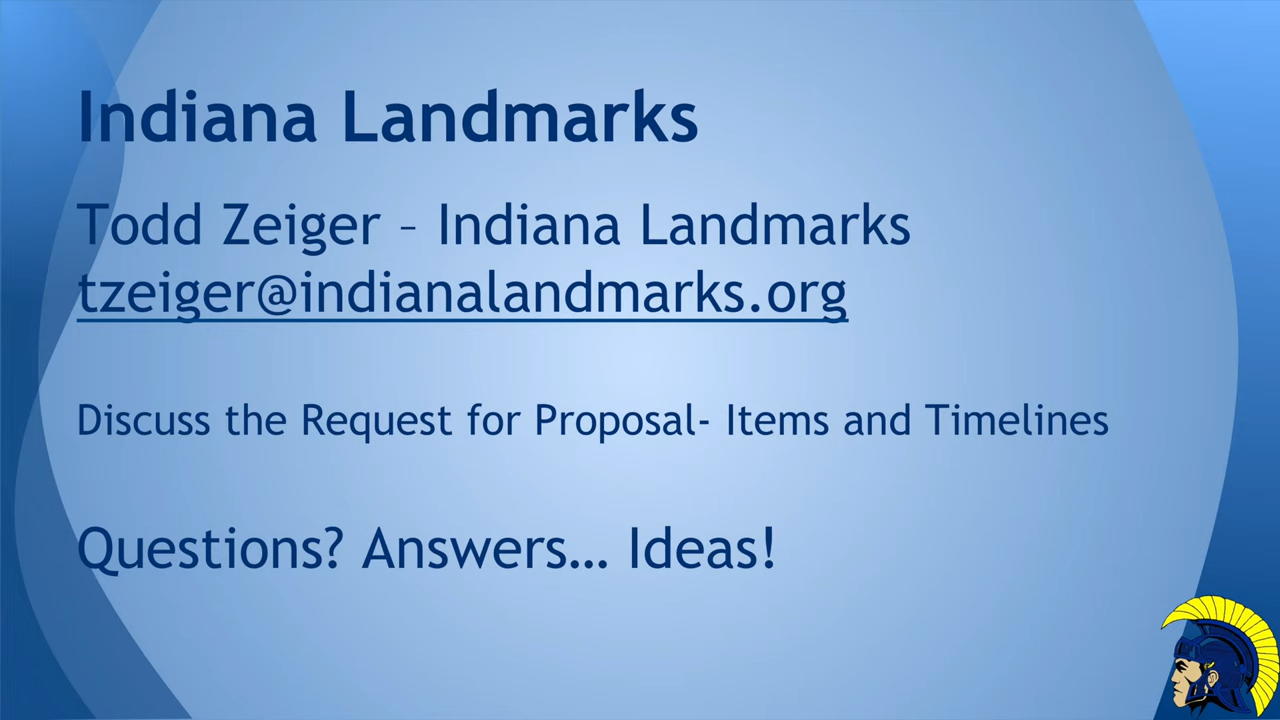 Indiana Landmarks
Todd Zeiger – Indiana Landmarks
tzeiger@indianalandmarks.org
Discuss the Request for Proposal- Items and Timelines
Questions? Answers… Ideas!